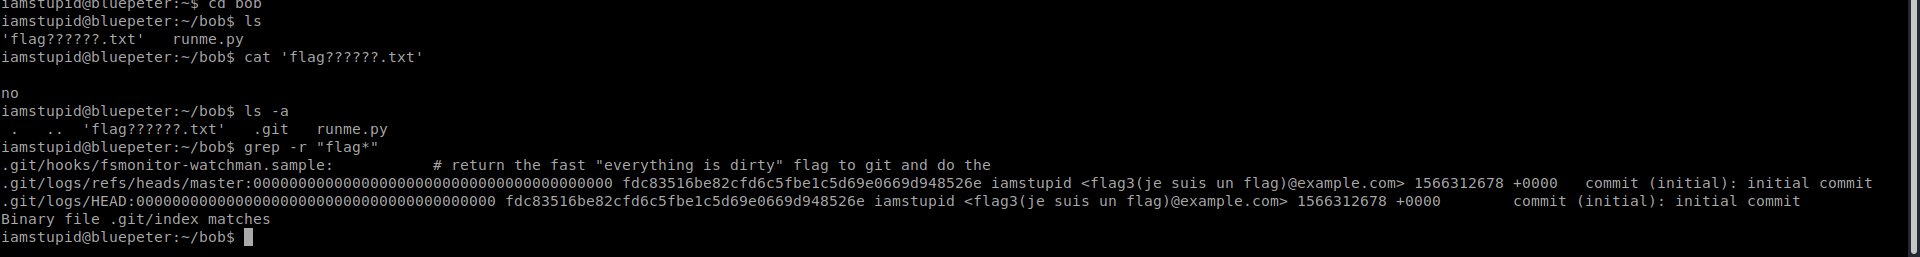 iamstupid@bluepeter:~$ cd bob
iamstupid@bluepeter:~/bob$ ls
'flag??????.txt'   runme.py
iamstupid@bluepeter:~/bob$ cat 'flag??????.txt'
no
iamstupid@bluepeter:~/bob$ ls -a
.   ..  'flag??????.txt'   .git   runme.py
iamstupid@bluepeter:~/bob$ grep -r "flag*"
.git/hooks/fsmonitor-watchman.sample:           # return the fast "everything is dirty" flag to git and do the
.git/logs/refs/heads/master:0000000000000000000000000000000000000000 fdc83516be82cfd6c5fbe1c5d69e0669d948526e iamstupid <flag3(je suis un flag)@example.com> 1566312678 +0000   commit (initial): initial commit
.git/logs/HEAD:0000000000000000000000000000000000000000 fdc83516be82cfd6c5fbe1c5d69e0669d948526e iamstupid <flag3(je suis un flag)@example.com> 1566312678 +0000        commit (initial): initial commit
Binary file .git/index matches
iamstupid@bluepeter:~/bob$